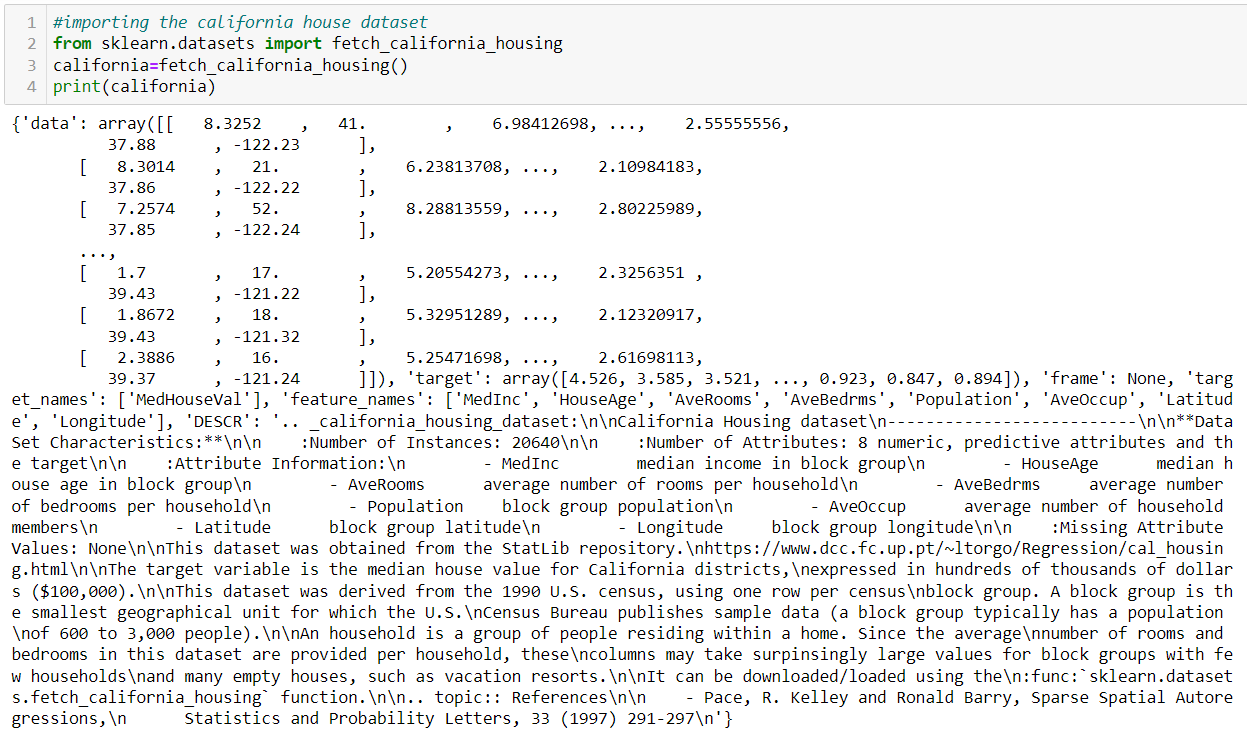 1 #importing the california house dataset
2 from sklearn.datasets import fetch_california_housing
3 california=fetch_california_housing()
4 print(california)
{'data': array([[   8.3252    ,   41.        ,    6.98412698, ...,    2.55555556,
          37.88      , -122.23      ],
       [   8.3014    ,   21.        ,    6.23813708, ...,    2.10984183,
          37.86      , -122.22      ],
       [   7.2574    ,   52.        ,    8.28813559, ...,    2.80225989,
          37.85      , -122.24      ],
       ...,
       [   1.7       ,   17.        ,    5.20554273, ...,    2.3256351 ,
          39.43      , -121.22      ],
       [   1.8672    ,   18.        ,    5.32951289, ...,    2.12320917,
          39.43      , -121.32      ],
       [   2.3886    ,   16.        ,    5.25471698, ...,    2.61698113,
          39.37      , -121.24      ]]), 'target': array([4.526, 3.585, 3.521, ..., 0.923, 0.847, 0.894]), 'frame': None, 'targ
et_names': ['MedHouseVal'], 'feature_names': ['MedInc', 'HouseAge', 'AveRooms', 'AveBedrms', 'Population', 'AveOccup', 'Latitud
e', 'Longitude'], 'DESCR': '.. _california_housing_dataset:\n\nCalifornia Housing dataset\n--------------------------\n\n**Data
Set Characteristics:**\n\n    :Number of Instances: 20640\n\n    :Number of Attributes: 8 numeric, predictive attributes and th
e target\n\n    :Attribute Information:\n        - MedInc        median income in block group\n        - HouseAge      median h
ouse age in block group\n        - AveRooms      average number of rooms per household\n        - AveBedrms     average number
of bedrooms per household\n        - Population    block group population\n        - AveOccup      average number of household
members\n        - Latitude      block group latitude\n        - Longitude     block group longitude\n\n    :Missing Attribute
Values: None\n\nThis dataset was obtained from the StatLib repository.\nhttps://www.dcc.fc.up.pt/~ltorgo/Regression/cal_housin
g.html\n\nThe target variable is the median house value for California districts,\nexpressed in hundreds of thousands of dollar
s ($100,000).\n\nThis dataset was derived from the 1990 U.S. census, using one row per census\nblock group. A block group is th
e smallest geographical unit for which the U.S.\nCensus Bureau publishes sample data (a block group typically has a population
\nof 600 to 3,000 people).\n\nAn household is a group of people residing within a home. Since the average\nnumber of rooms and
bedrooms in this dataset are provided per household, these\ncolumns may take surpinsingly large values for block groups with fe
w households\nand many empty houses, such as vacation resorts.\n\nIt can be downloaded/loaded using the\n:func:`sklearn.dataset
s.fetch_california_housing` function.\n\n.. topic:: References\n\n    - Pace, R. Kelley and Ronald Barry, Sparse Spatial Autore
gressions,\n      Statistics and Probability Letters, 33 (1997) 291-297\n'}